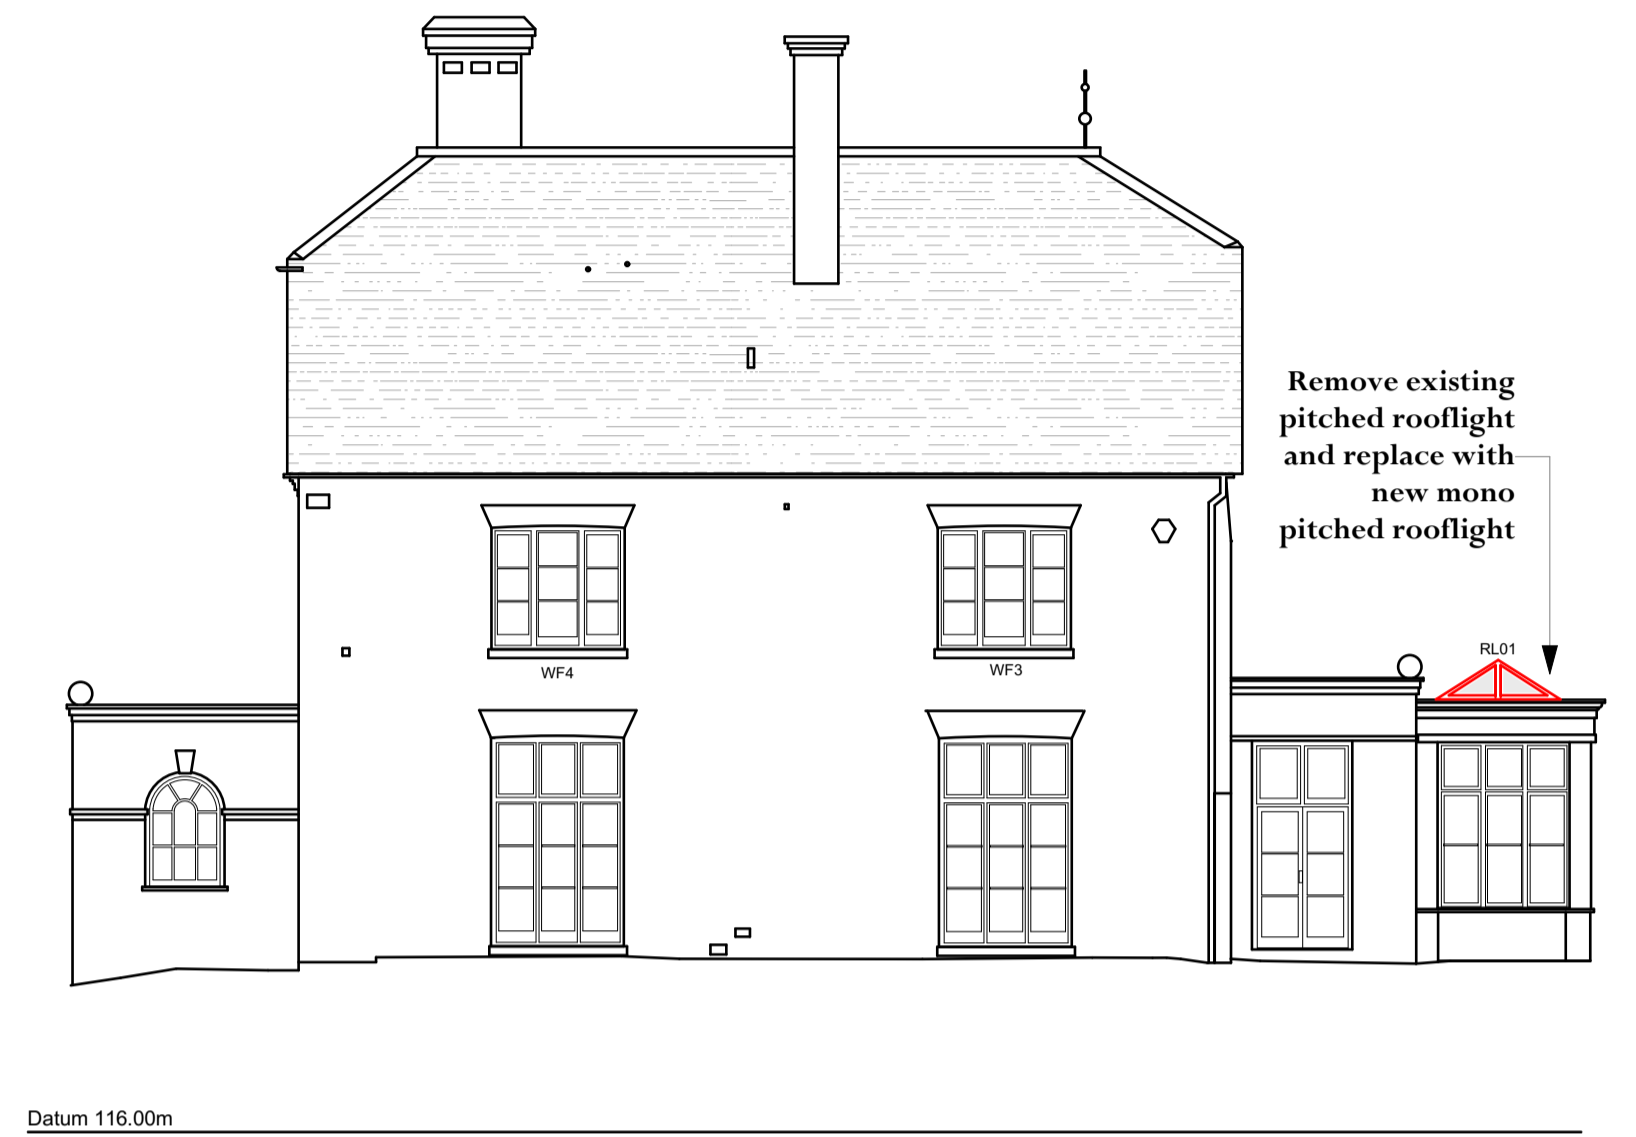 Remove existing
pitched rooflight
and replace with
new mono
pitched rooflight
RL01
WF4
WF3
Datum 116.00m